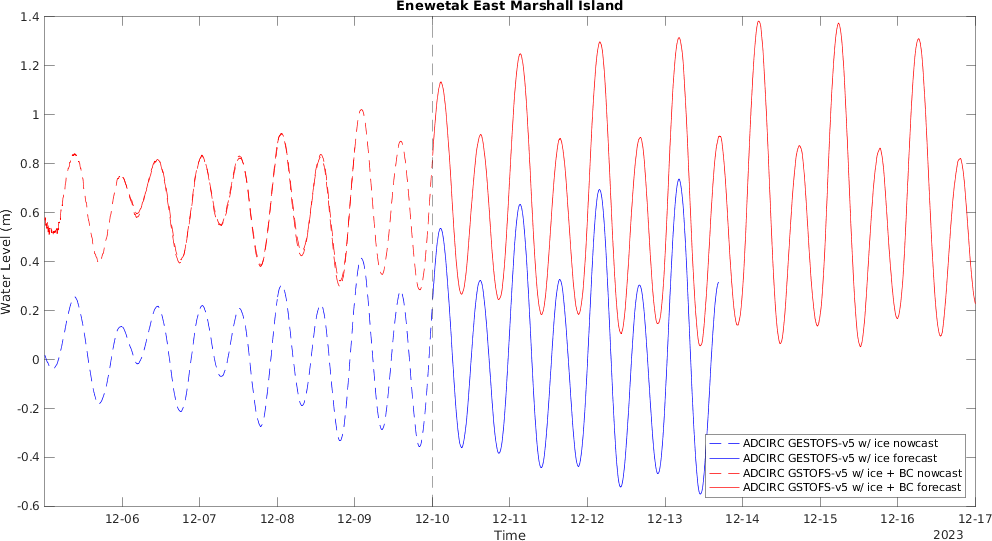 Enewetak East Marshall Island
1.4
1.2
1
0.8
0.6
0.4
0.2
0
-0.2
-0.4
-0.6
Water Level (m)
ADCIRC GESTOFS-v5 w/ ice nowcast
ADCIRC GESTOFS-v5 w/ ice forecast
ADCIRC GSTOFS-v5 w/ ice + BC nowcast
ADCIRC GSTOFS-v5 w/ ice + BC forecast
12-06 12-07 12-08 12-09 12-10 12-11 12-12 12-13 12-14 12-15 12-16 12-17
Time
2023